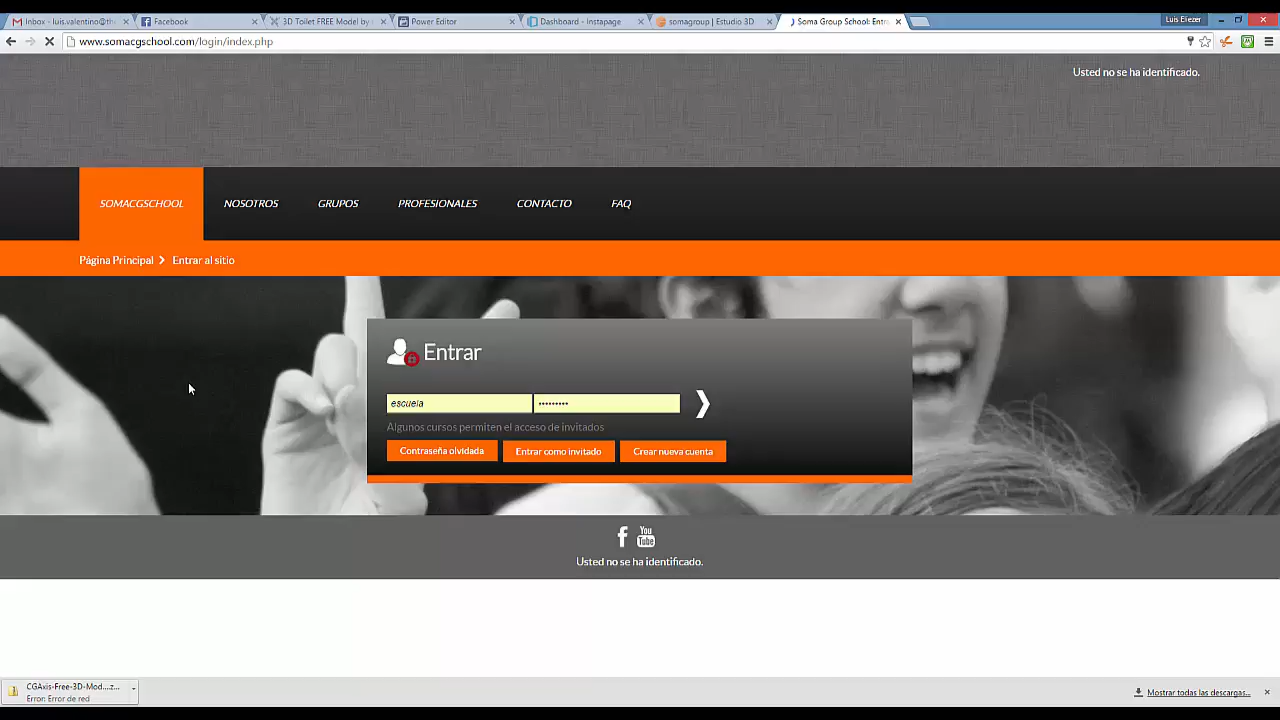 Inbox - luis.valentino@th
Facebook
3D Toilet FREE Model by
Power Editor
Dashboard - Instapage
somagroup | Estudio 3D
Soma Group School: Entr
Luis Eliezer
www.somacgschool.com/login/index.php
Usted no se ha identificado.
SOMACGSCHOOL
NOSOTROS
GRUPOS
PROFESIONALES
CONTACTO
FAQ
Página Principal
Entrar al sitio
Entrar
escuela
Algunos cursos permiten el acceso de invitados
Contraseña olvidada
Entrar como invitado
Crear nueva cuenta
f
You
Tube
Usted no se ha identificado.
CGAxis-Free-3D-Mod....z...
Error: Error de red
Mostrar todas las descargas...